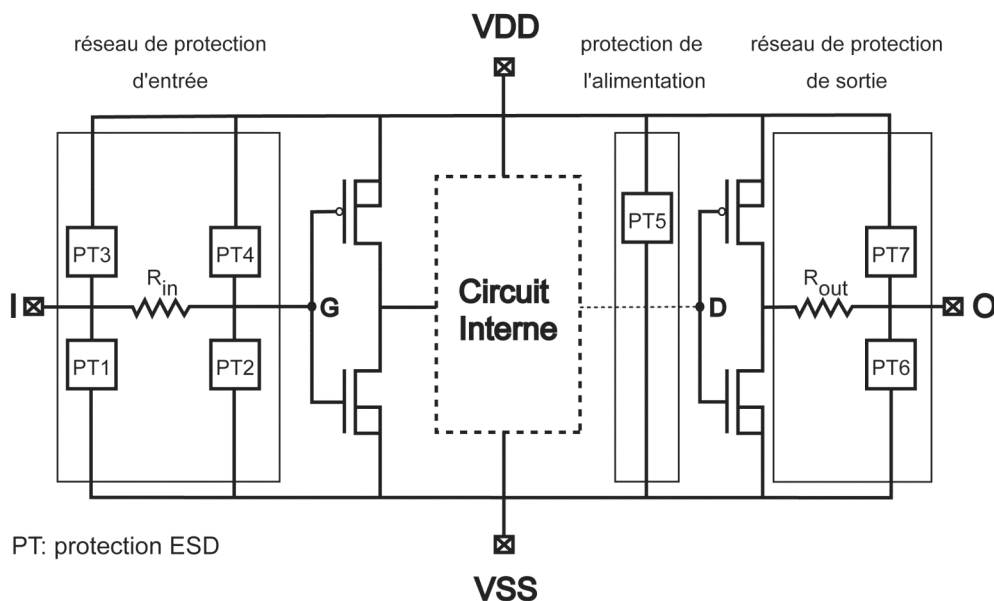 réseau de protection
d'entrée
VDD
protection de
l'alimentation
réseau de protection
de sortie
PT3
PT4
PT5
PT7
Rin
Rout
I
G
Circuit
Interne
D
O
PT1
PT2
PT6
PT: protection ESD
VSS